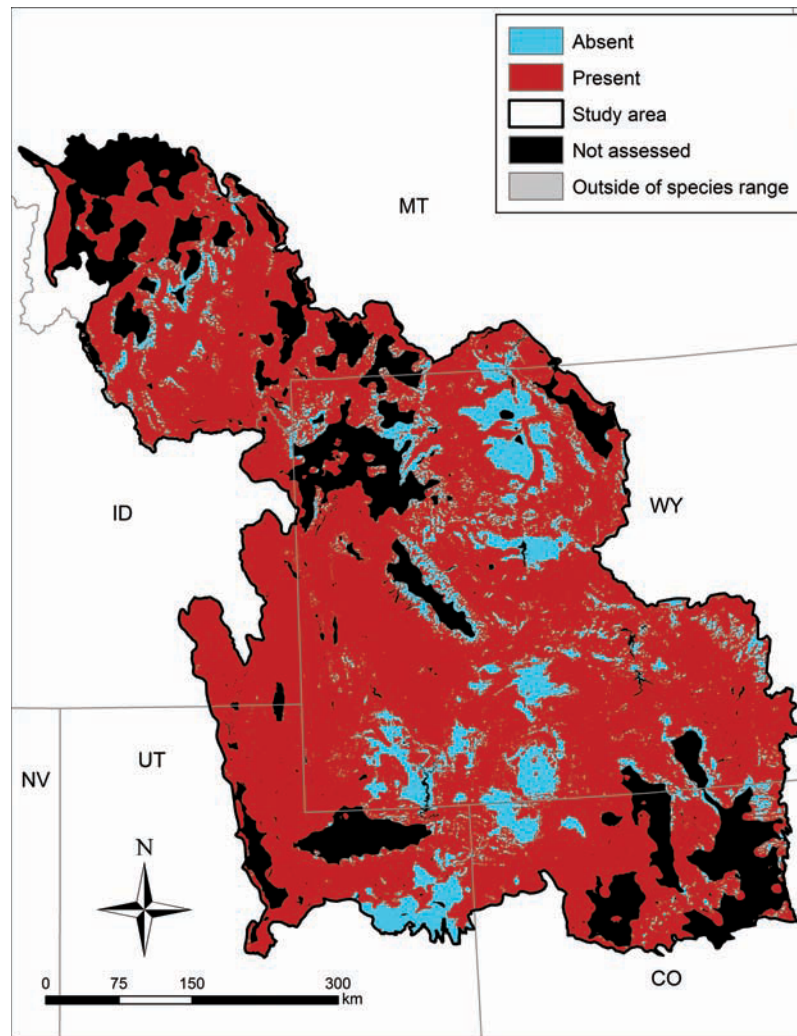 Absent
Present
Study area
Not assessed
Outside of species range
MT
ID
WY
NV
UT
N
CO
0 75 150 300
km